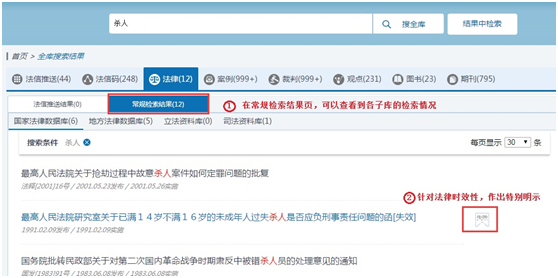 杀人 搜全库 结果中检索
首页 > 全库搜索结果
法信推送(44) 法信码(248) 法律(12) 案例(999+) 裁判(999+) 观点(231) 图书(23) 期刊(795)
法信推送结果(0) 常规检索结果(12) ① 在常规检索结果页,可以查看到各子库的检索情况
国家法律数据库(6) 地方法律数据库(5) 立法资料库(0) 司法资料库(1)
搜索条件 杀人 每页显示 30 条
最高人民法院关于抢劫过程中故意杀人案件如何定罪问题的批复
法释[2001]16号 / 2001.05.23发布 / 2001.05.26实施
② 针对法律时效性,作出特别明示
最高人民法院研究室关于已满14岁不满16岁的未成年人过失杀人是否应负刑事责任问题的函[失效]
1991.02.09发布 / 1991.02.09实施
失效
国务院批转民政部关于对第二次国内革命战争时期肃反中被错杀人员的处理意见的通知
国发(1983)91号 / 1983.06.08发布 / 1983.06.08实施